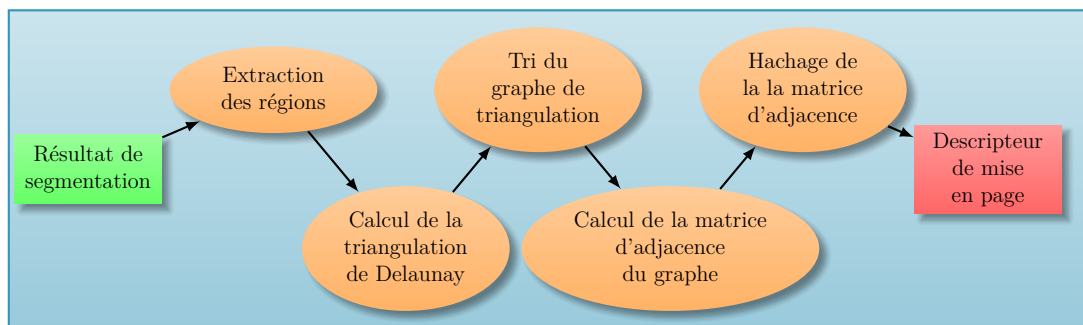 Résultat de
segmentation
Extraction
des régions
Calcul de la
triangulation
de Delaunay
Tri du
graphe de
triangulation
Calcul de la matrice
d'adjacence
du graphe
Hachage de
la la matrice
d'adjacence
Descripteur
de mise
en page